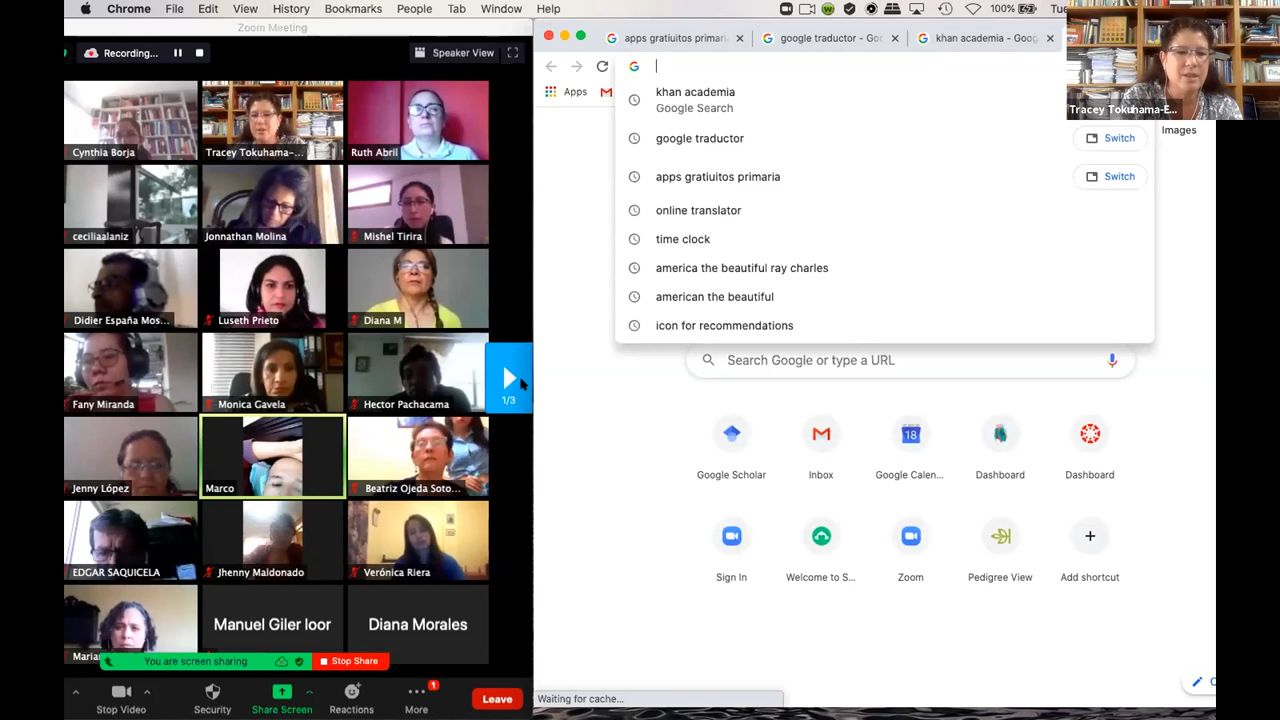 Chrome File Edit View History Bookmarks People Tab Window Help 100% Tue
Zoom Meeting
Recording... Speaker View
Cynthia Borja
Tracey Tokuhama-...
Ruth Abril
ceciliaalaniz
Jonnathan Molina
Mishel Tirira
Didier España Mos...
Luseth Prieto
Diana M
Fany Miranda
Monica Gavela
Hector Pachacama
1/3
Jenny López
Marco
Beatriz Ojeda Soto...
EDGAR SAQUICELA
Jhenny Maldonado
Verónica Riera
Manuel Giler loor
Diana Morales
You are screen sharing Stop Share
Stop Video
Security
Share Screen
Reactions
1
More
Leave
apps gratiuitos primari
google traductor - Goo
khan academia - Goog
Tracey Tokuhama-E...
Apps
Images
khan academia
Google Search
google traductor Switch
apps gratiuitos primaria Switch
online translator
time clock
america the beautiful ray charles
american the beautiful
icon for recommendations
Search Google or type a URL
18
Google Scholar
Inbox
Google Calen...
Dashboard
Dashboard
Sign In
Welcome to S...
Zoom
Pedigree View
Add shortcut
Waiting for cache...